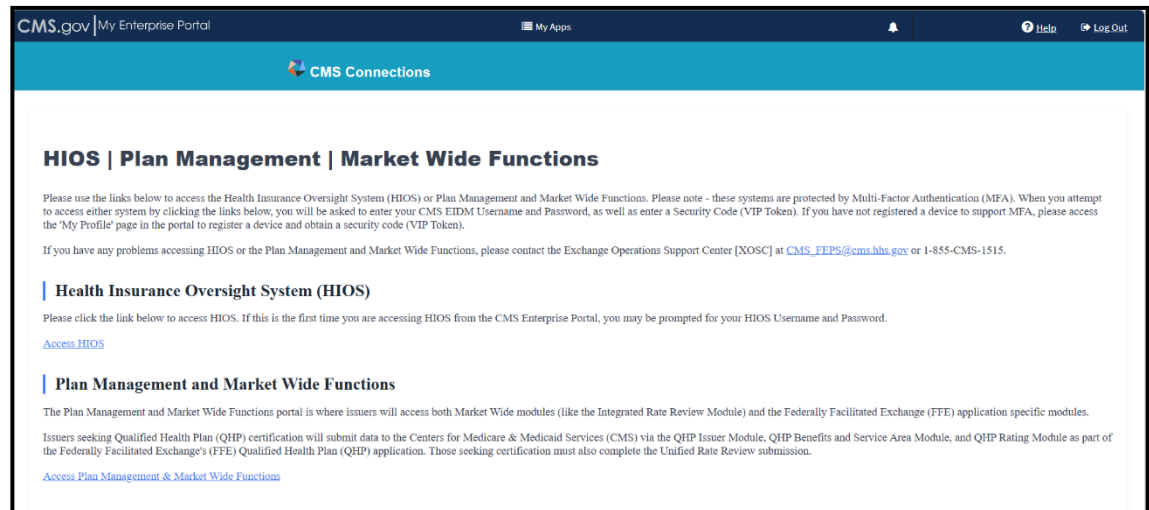 CMS.gov | My Enterprise Portal My Apps Help Log Out
CMS Connections
HIOS | Plan Management | Market Wide Functions
Please use the links below to access the Health Insurance Oversight System (HIOS) or Plan Management and Market Wide Functions. Please note - these systems are protected by Multi-Factor Authentication (MFA). When you attempt
to access either system by clicking the links below, you will be asked to enter your CMS EIDM Username and Password, as well as enter a Security Code (VIP Token). If you have not registered a device to support MFA, please access
the 'My Profile' page in the portal to register a device and obtain a security code (VIP Token).
If you have any problems accessing HIOS or the Plan Management and Market Wide Functions, please contact the Exchange Operations Support Center [XOSC] at CMS_FEPS@cms.hhs.gov or 1-855-CMS-1515.
Health Insurance Oversight System (HIOS)
Please click the link below to access HIOS. If this is the first time you are accessing HIOS from the CMS Enterprise Portal, you may be prompted for your HIOS Username and Password.
Access HIOS
Plan Management and Market Wide Functions
The Plan Management and Market Wide Functions portal is where issuers will access both Market Wide modules (like the Integrated Rate Review Module) and the Federally Facilitated Exchange (FFE) application specific modules.
Issuers seeking Qualified Health Plan (QHP) certification will submit data to the Centers for Medicare & Medicaid Services (CMS) via the QHP Issuer Module, QHP Benefits and Service Area Module, and QHP Rating Module as part of
the Federally Facilitated Exchange's (FFE) Qualified Health Plan (QHP) application. Those seeking certification must also complete the Unified Rate Review submission.
Access Plan Management & Market Wide Functions